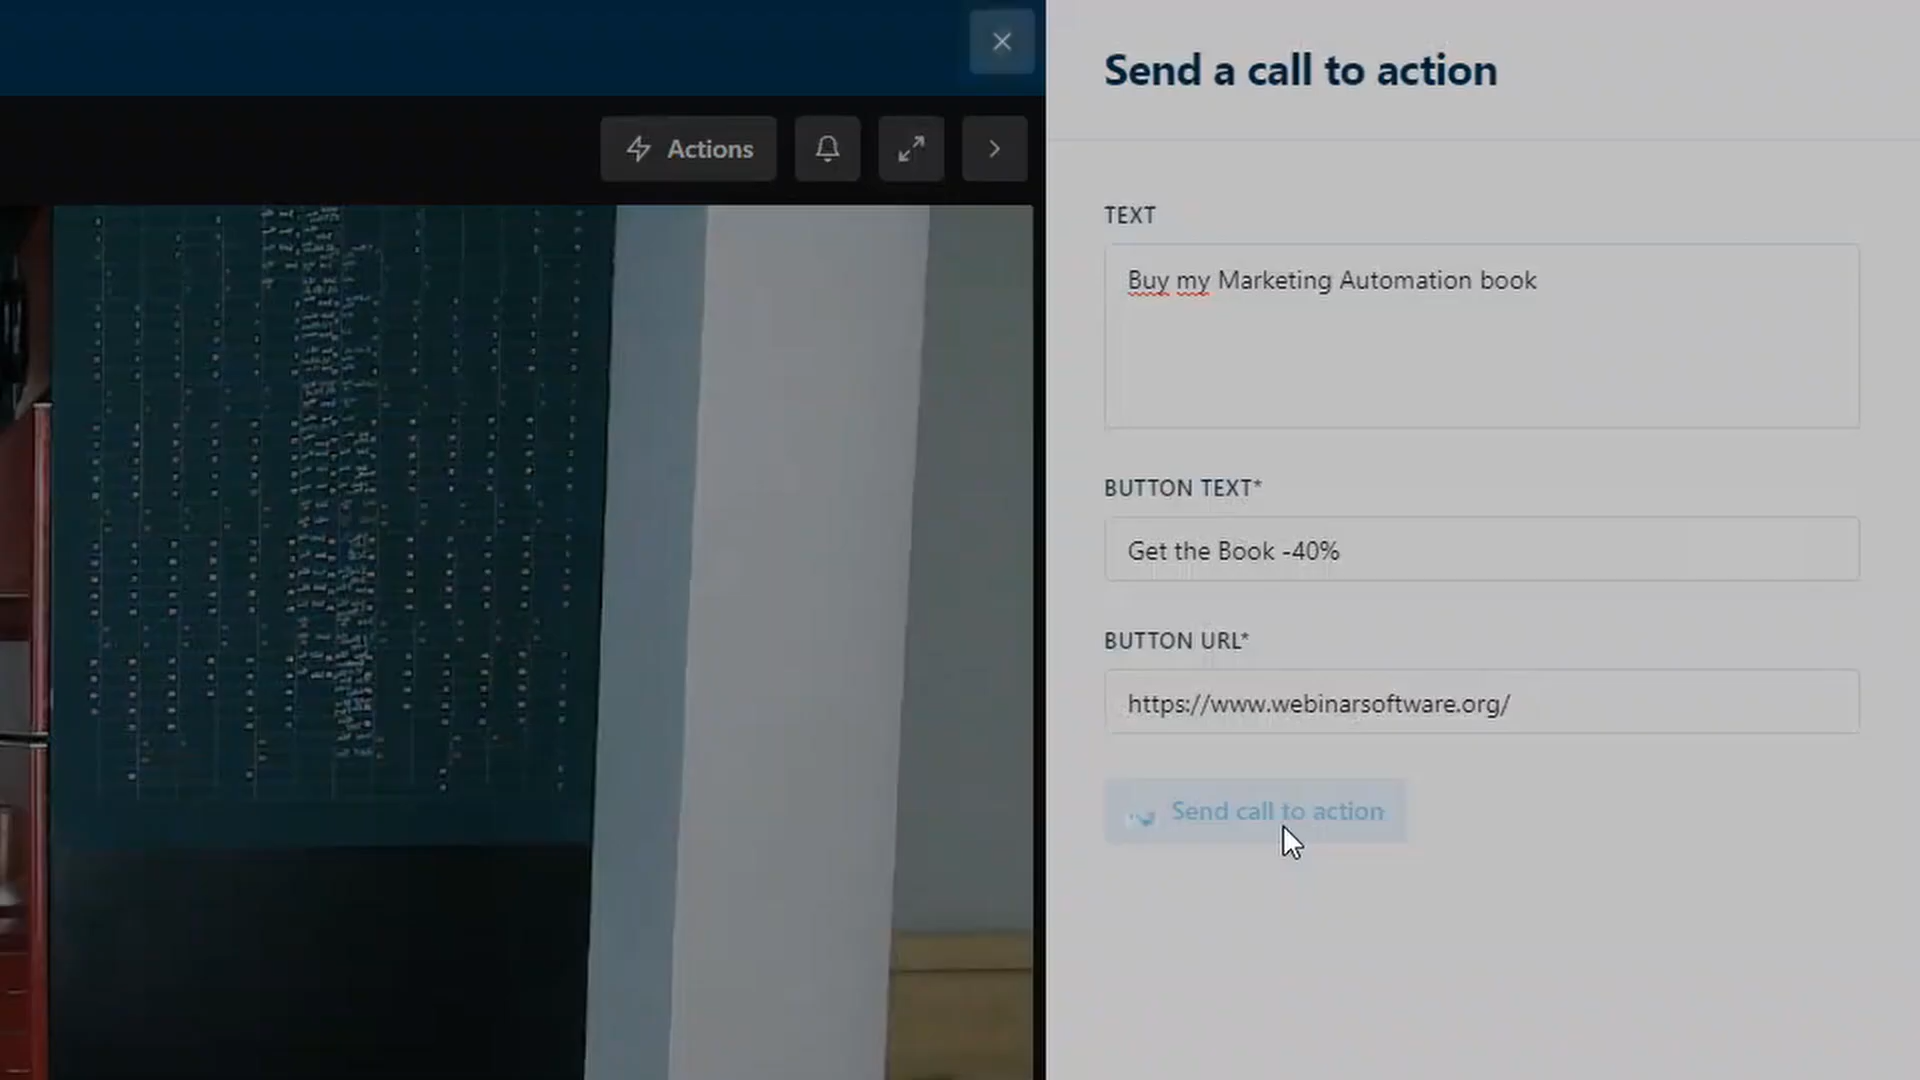 Send a call to action
Actions
TEXT
Buy my Marketing Automation book
BUTTON TEXT*
Get the Book -40%
BUTTON URL*
https://www.webinarsoftware.org/
Send call to action